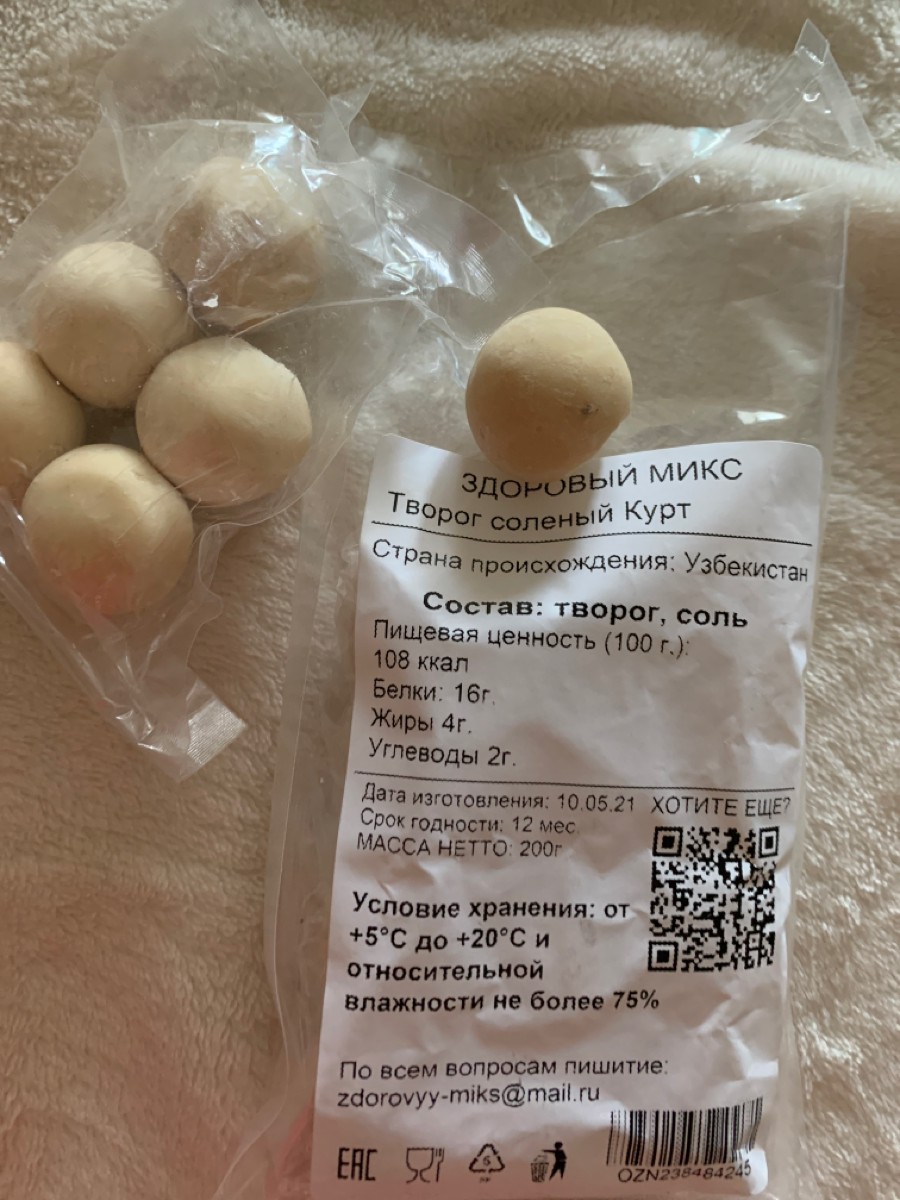 ЗДОРОВЫЙ МИКС
Творог соленый Курт
Страна происхождения: Узбекистан
Состав: творог, соль
Пищевая ценность (100 г.):
108 ккал
Белки: 16г.
Жиры 4г.
Углеводы 2г.
Дата изготовления: 10.05.21
Срок годности: 12 мес.
МАССА НЕТТО: 200г
ХОТИТЕ ЕЩЕ?
Условие хранения: от
+5°C до +20°C и
относительной
влажности не более 75%
По всем вопросам пишитие:
zdorovyy-miks@mail.ru
EAC
5
PP
OZN238484245